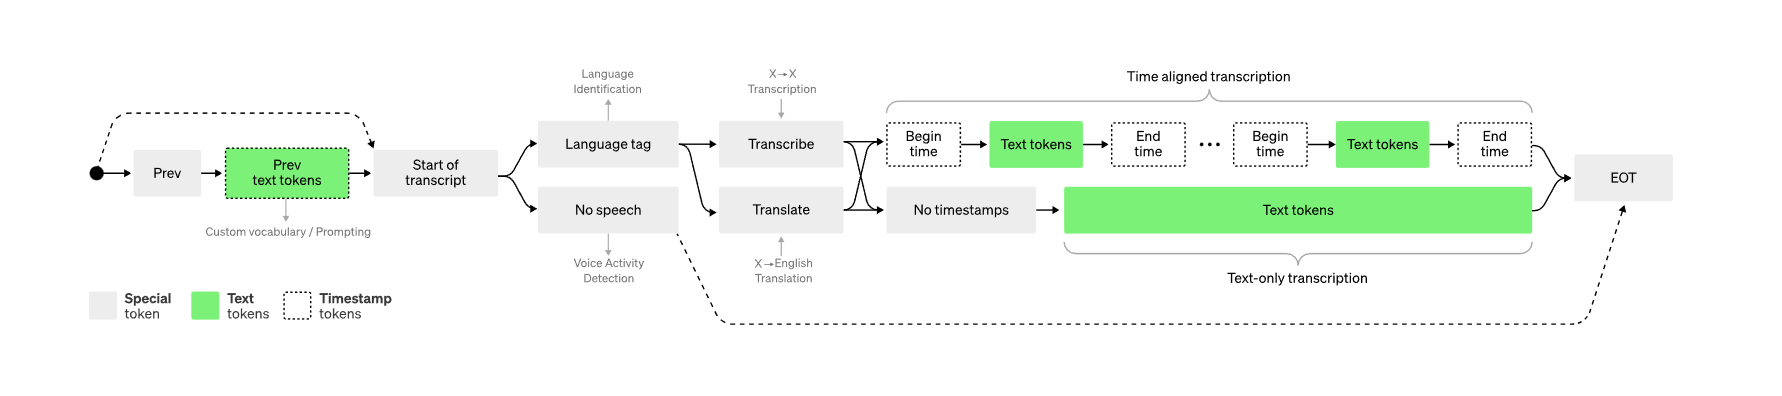 Prev
Prev
text tokens
Custom vocabulary / Prompting
Start of
transcript
Language
Identification
Language tag
No speech
Voice Activity
Detection
X→X
Transcription
Transcribe
Translate
X→English
Translation
Time aligned transcription
Begin
time
Text tokens
End
time
•••
Begin
time
Text tokens
End
time
No timestamps
Text tokens
Text-only transcription
EOT
Special
token
Text
tokens
Timestamp
tokens